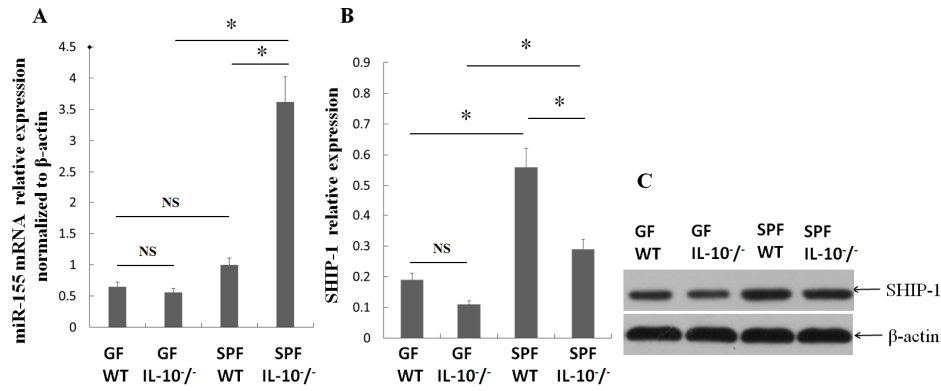 A
miR-155 mRNA relative expression
normalized to β-actin
4.5
4
3.5
3
2.5
2
1.5
1
0.5
0
*
*
NS
NS
GF GF SPF SPF
WT IL-10⁻/⁻ WT IL-10⁻/⁻
B
SHIP-1 relative expression
0.9
0.8
0.7
0.6
0.5
0.4
0.3
0.2
0.1
0
*
*
*
NS
GF GF SPF SPF
WT IL-10⁻/⁻ WT IL-10⁻/⁻
C
GF GF SPF SPF
WT IL-10⁻/⁻ WT IL-10⁻/⁻
SHIP-1
β-actin